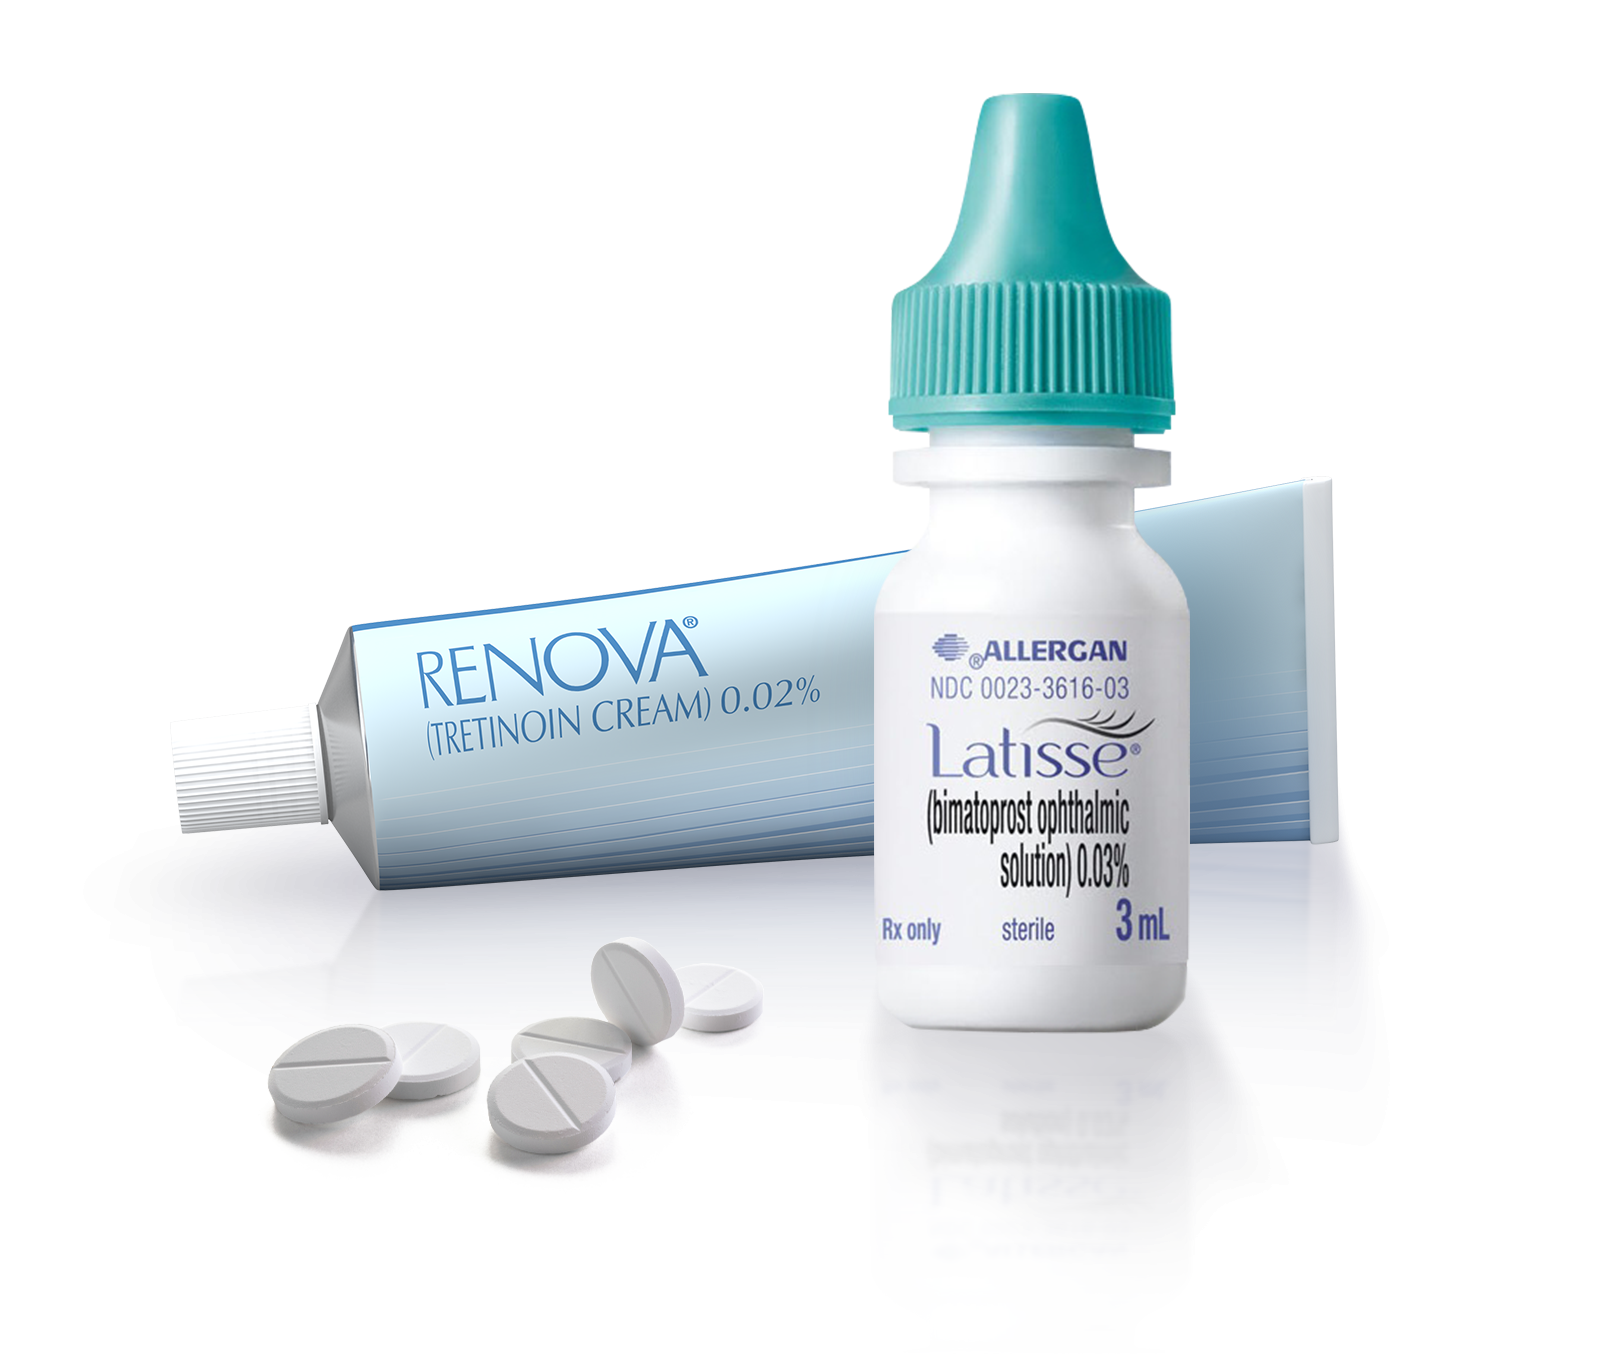 RENOVA®
(TRETINOIN CREAM) 0.02%
®ALLERGAN
NDC 0023-3616-03
Latisse®
(bimatoprost ophthalmic
solution) 0.03%
Rx only sterile 3 mL